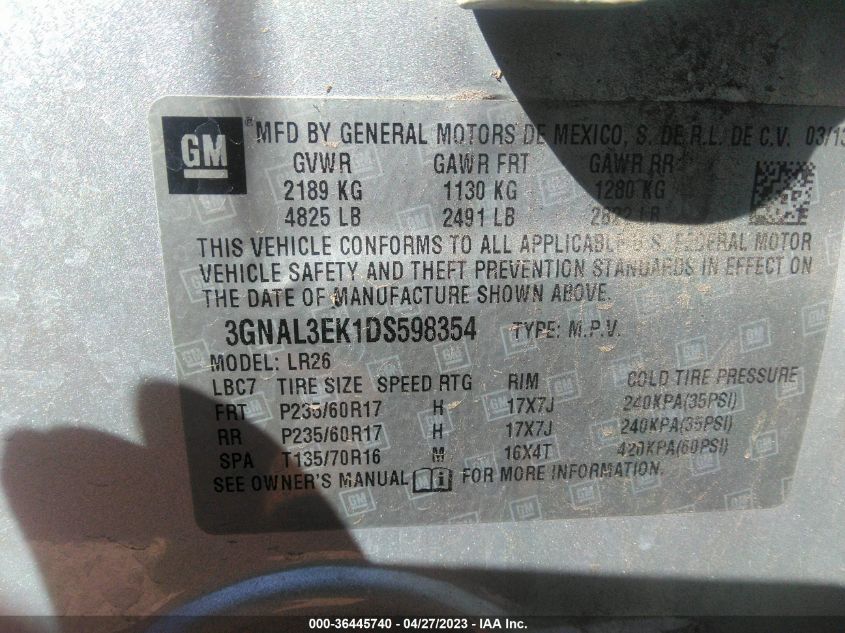 GM
® MFD BY GENERAL MOTORS DE MEXICO, S. DE R.L. DE C.V. 03/13
GVWR GAWR FRT GAWR RR
2189 KG 1130 KG 1280 KG
4825 LB 2491 LB 2822 LB
THIS VEHICLE CONFORMS TO ALL APPLICABLE U.S. FEDERAL MOTOR
VEHICLE SAFETY AND THEFT PREVENTION STANDARDS IN EFFECT ON
THE DATE OF MANUFACTURE SHOWN ABOVE.
3GNAL3EK1DS598354 TYPE: M.P.V.
MODEL: LR26
LBC7 TIRE SIZE SPEED RTG RIM COLD TIRE PRESSURE
FRT P235/60R17 H 17X7J 240KPA(35PSI)
RR P235/60R17 H 17X7J 240KPA(35PSI)
SPA T135/70R16 M 16X4T 420KPA(60PSI)
SEE OWNER'S MANUAL FOR MORE INFORMATION.
000-36445740 - 04/27/2023 - IAA Inc.